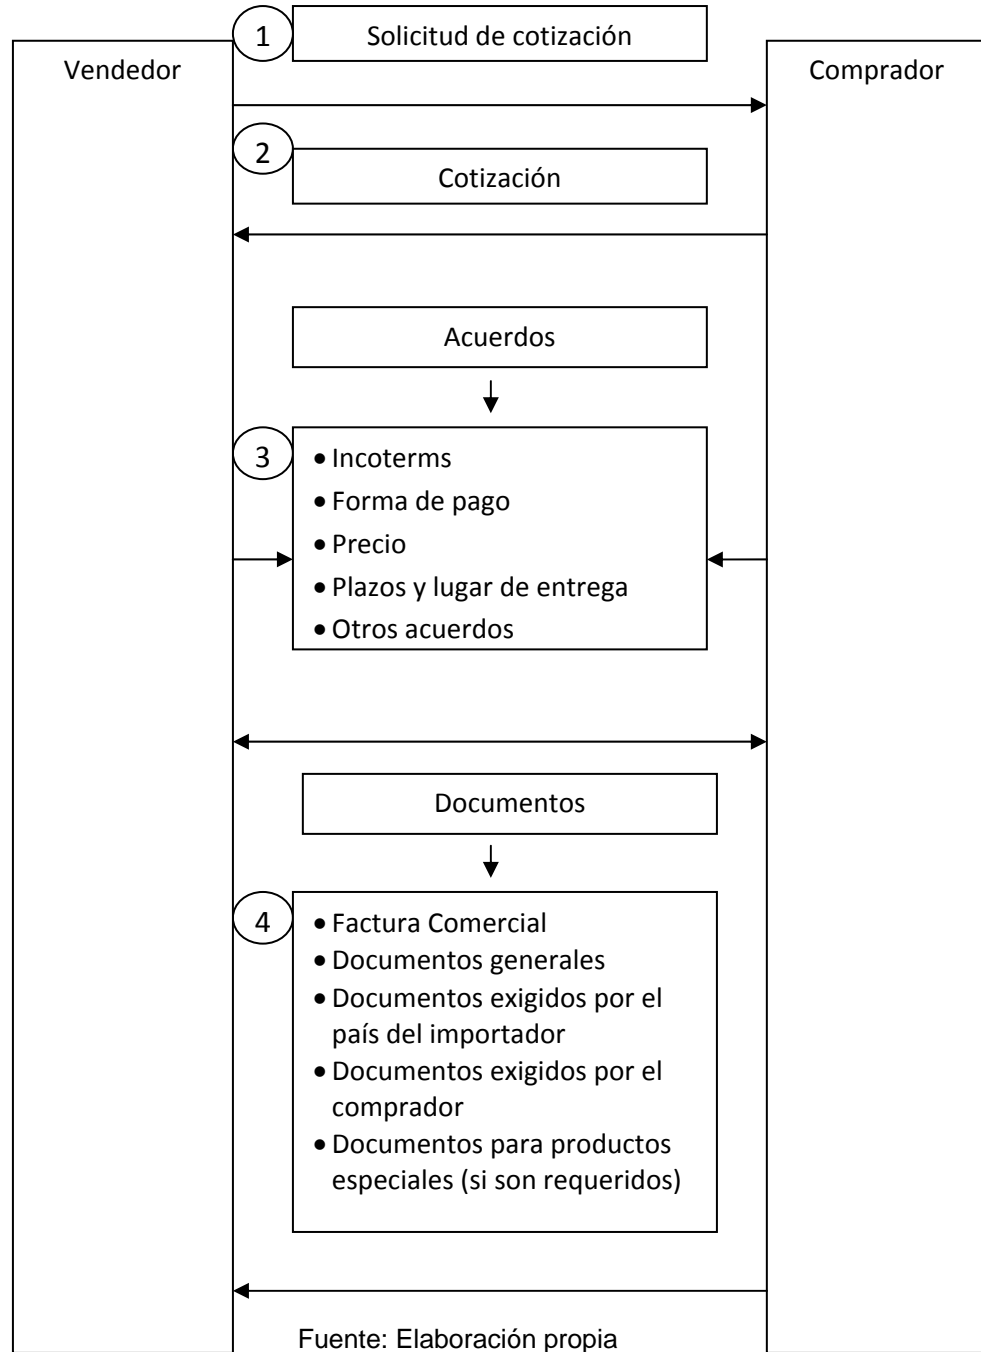 1
Solicitud de cotización
Vendedor
Comprador
2
Cotización
Acuerdos
3
• Incoterms
• Forma de pago
• Precio
• Plazos y lugar de entrega
• Otros acuerdos
Documentos
4
• Factura Comercial
• Documentos generales
• Documentos exigidos por el
país del importador
• Documentos exigidos por el
comprador
• Documentos para productos
especiales (si son requeridos)
Fuente: Elaboración propia